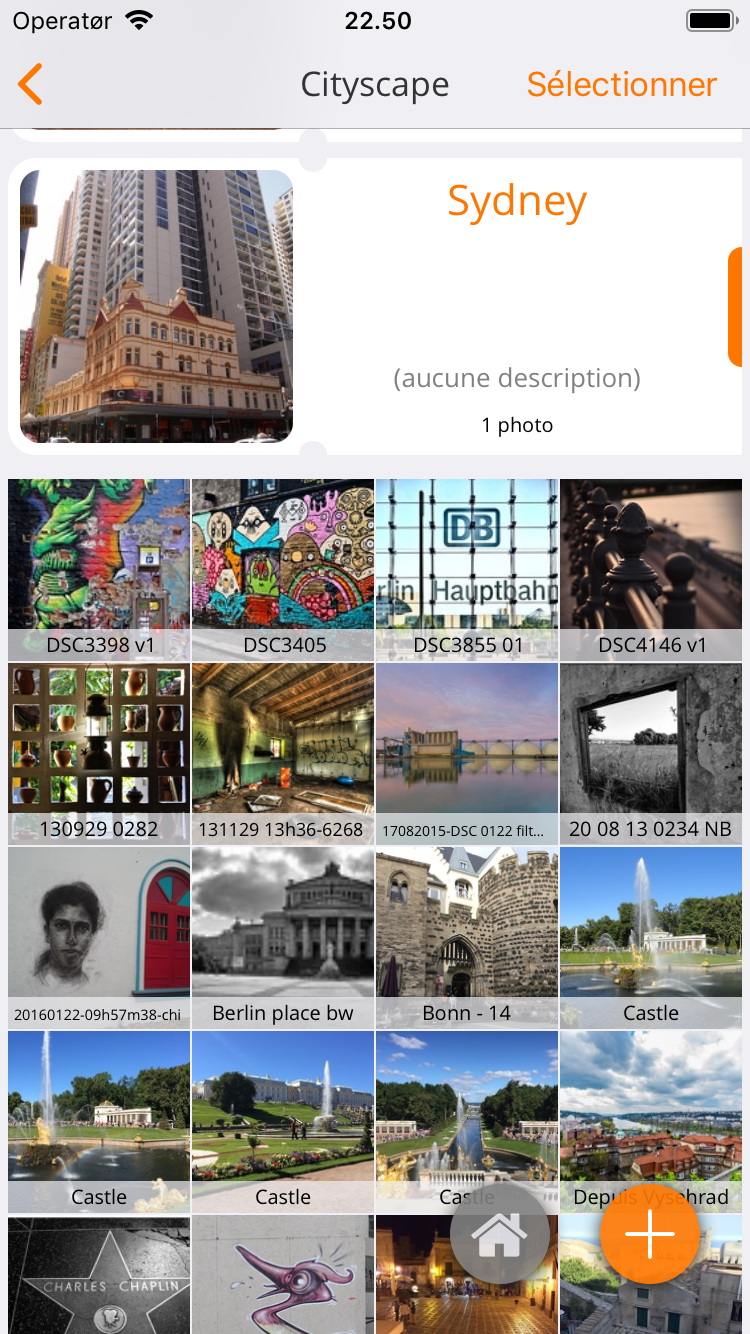 Operatør
22.50
Cityscape
Sélectionner
Sydney
(aucune description)
1 photo
DB
rlin Hauptbahn
DSC3398 v1
DSC3405
DSC3855 01
DSC4146 v1
130929 0282
131129 13h36-6268
17082015-DSC 0122 filt...
20 08 13 0234 NB
20160122-09h57m38-chi
Berlin place bw
Bonn - 14
Castle
Castle
Castle
Castle
Depuis Vysehrad
CHARLES CHAPLIN